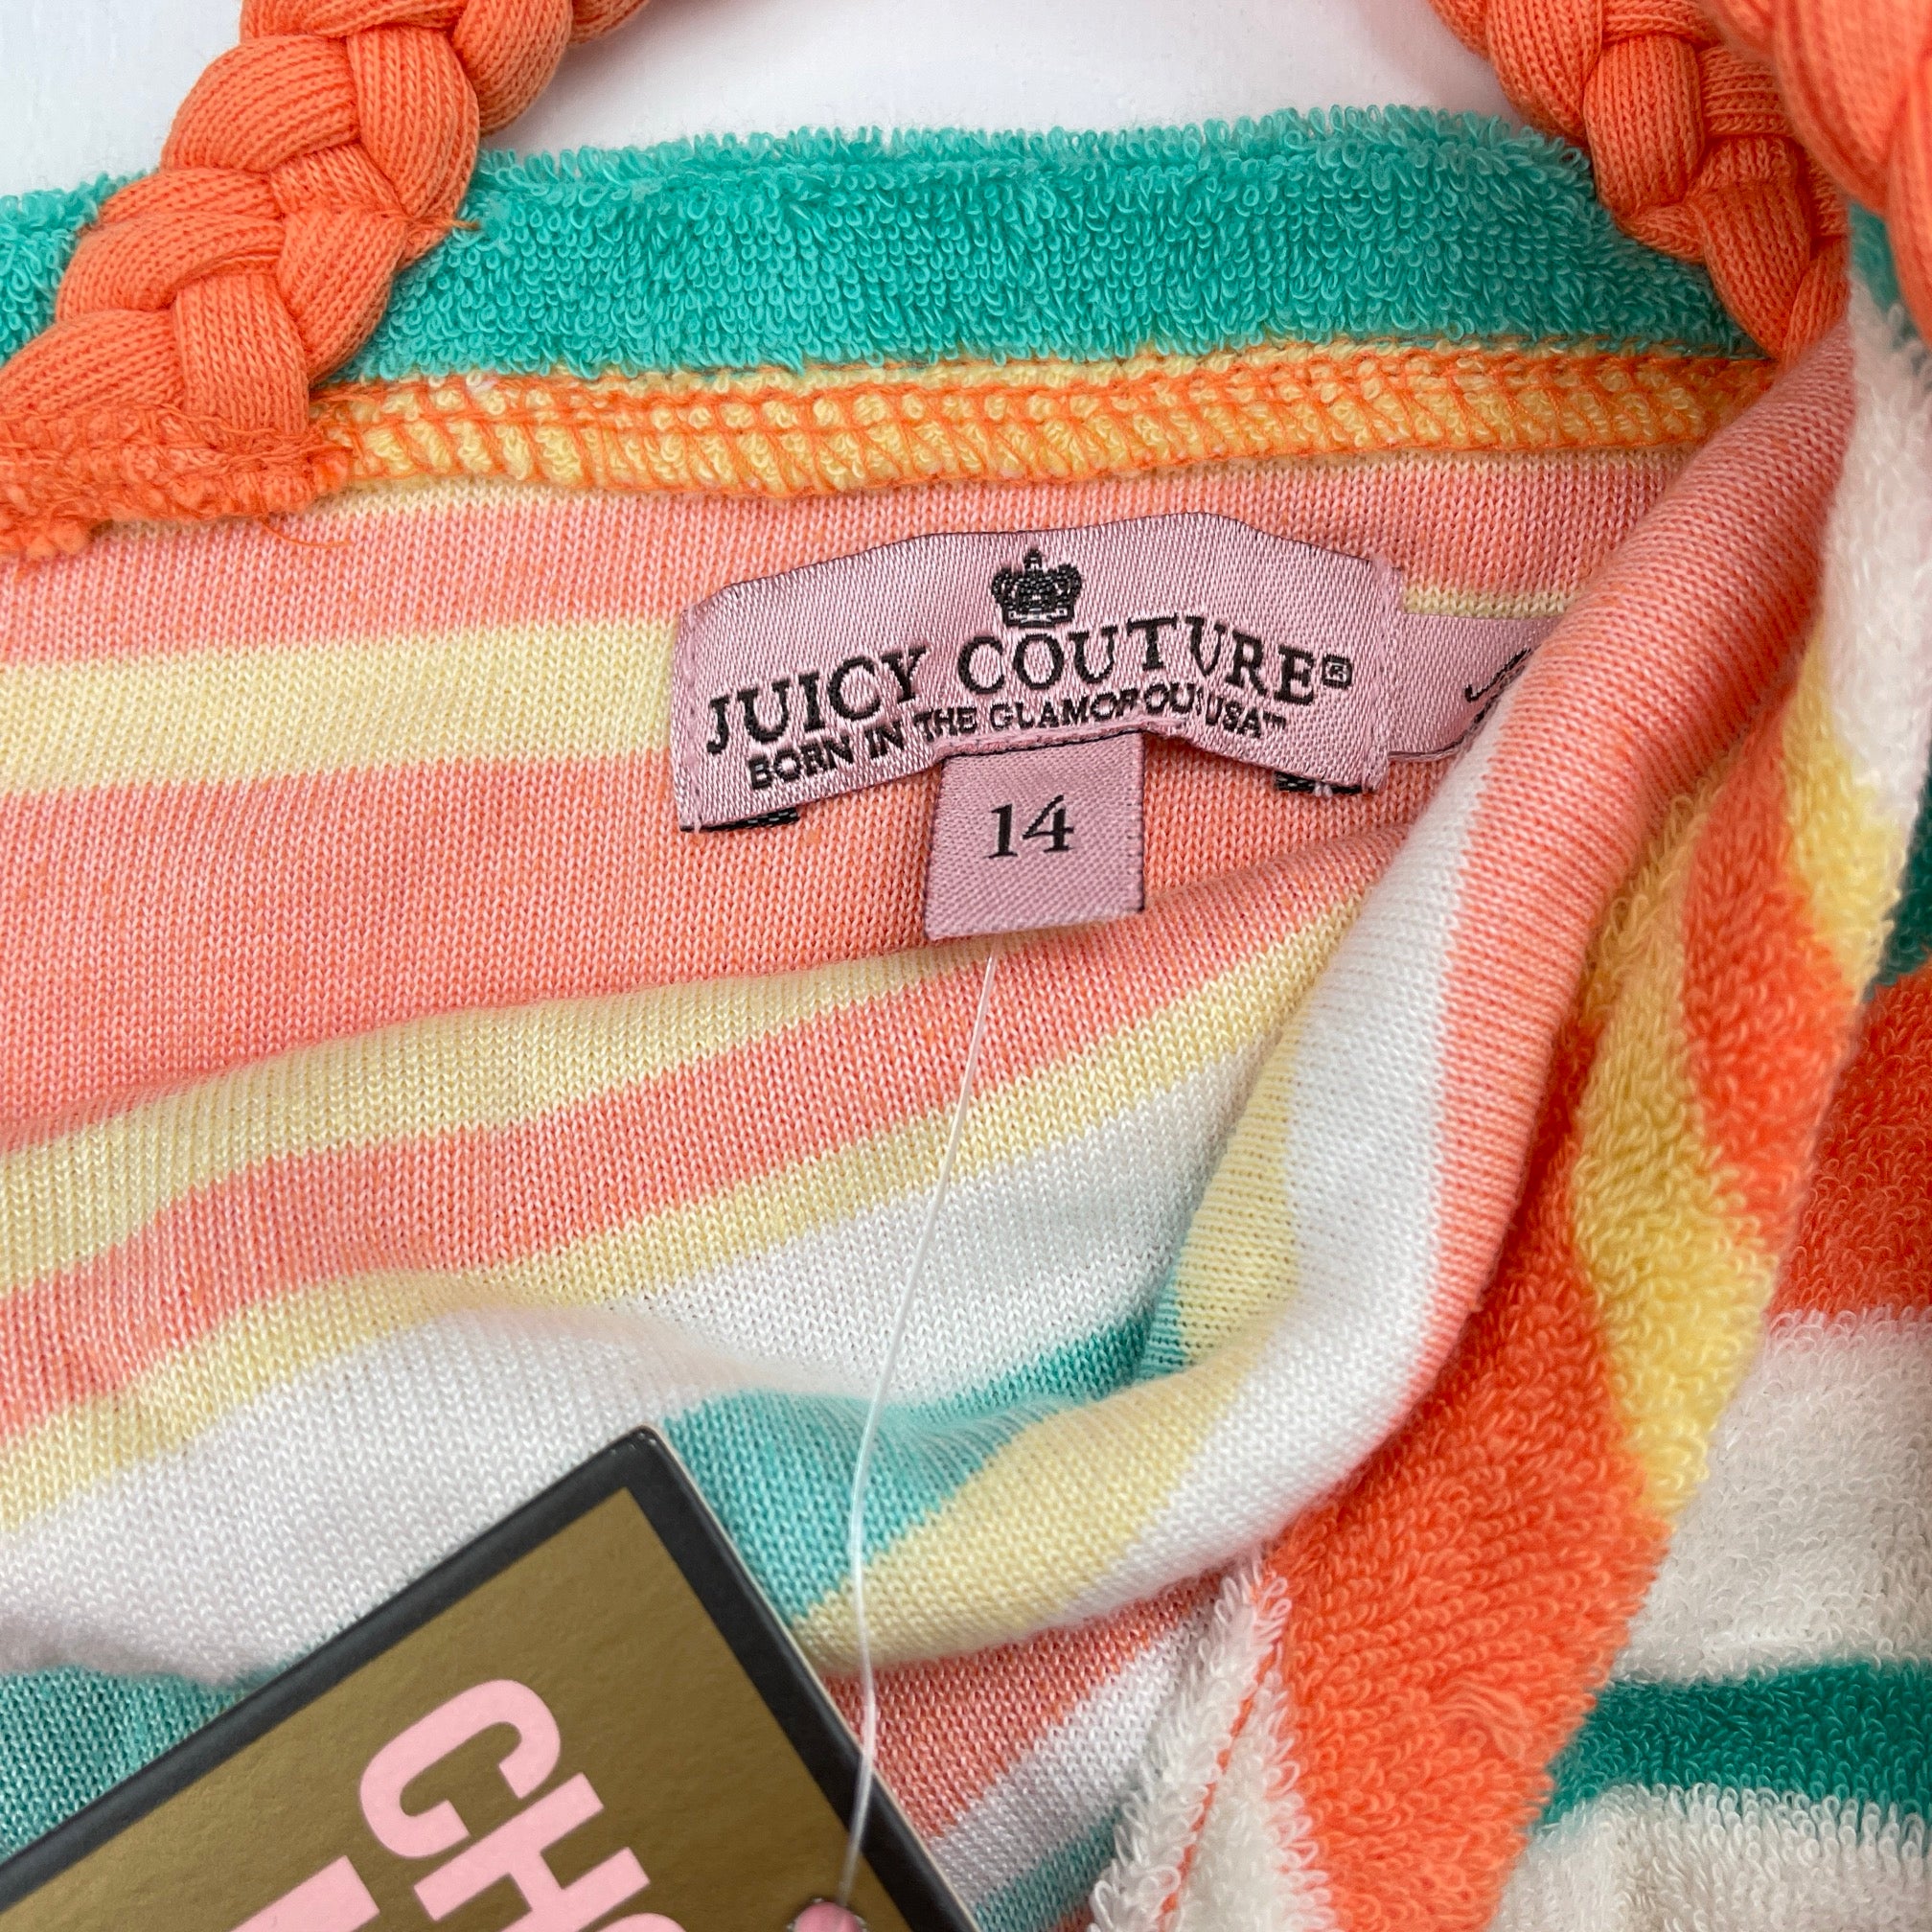 JUICY COUTURE®
BORN IN THE GLAMOROUS USA™
14